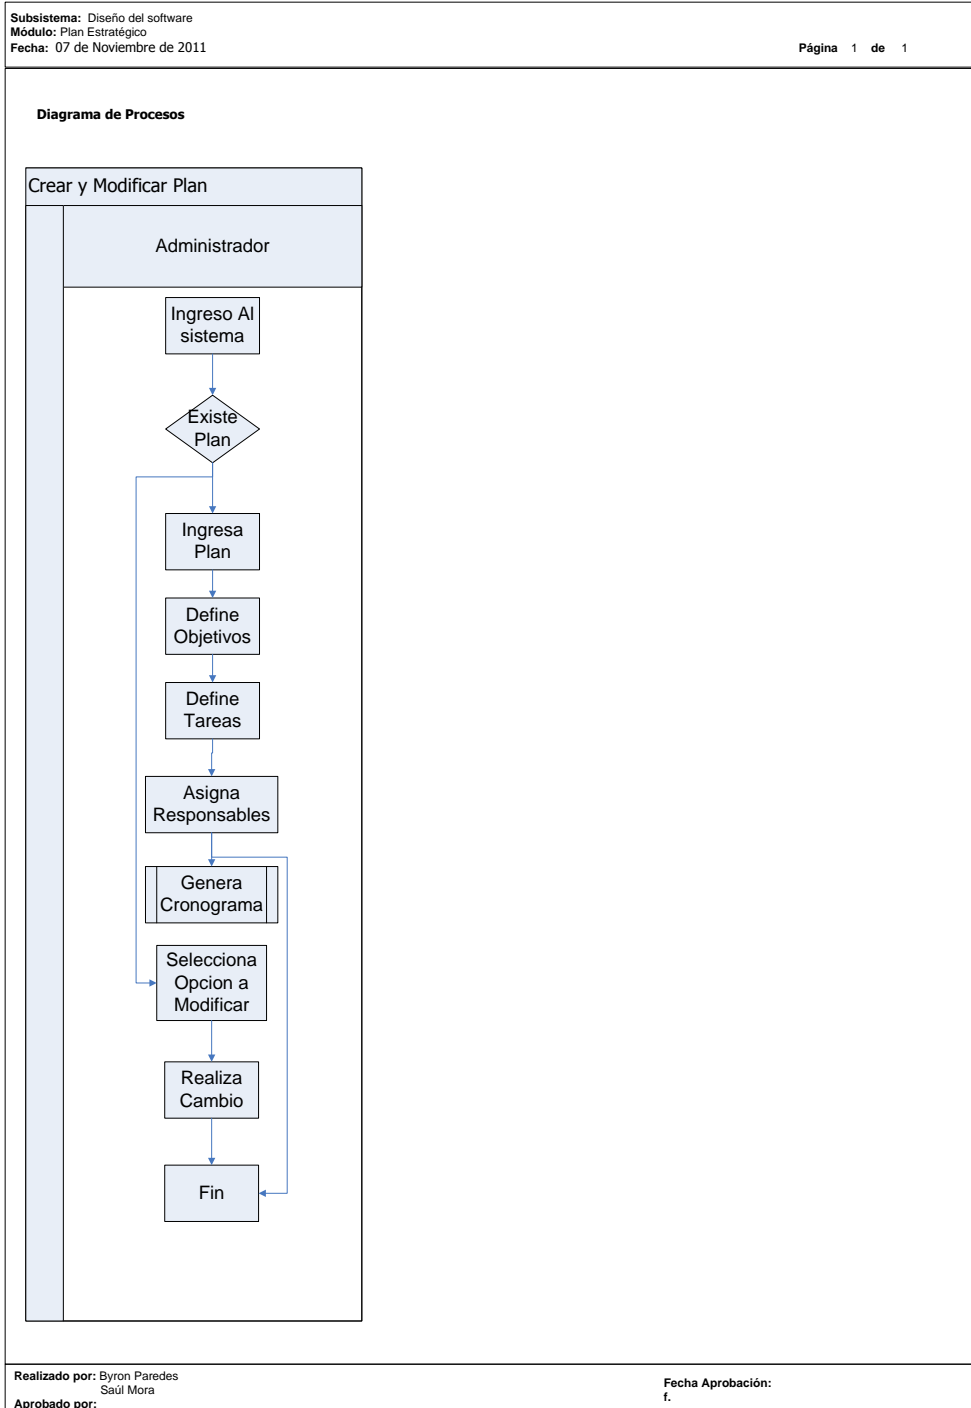 Subsistema: Diseño del software
Módulo: Plan Estratégico
Fecha: 07 de Noviembre de 2011
Página 1 de 1
Diagrama de Procesos
Crear y Modificar Plan
Administrador
Ingreso Al
sistema
Existe
Plan
Ingresa
Plan
Define
Objetivos
Define
Tareas
Asigna
Responsables
Genera
Cronograma
Selecciona
Opcion a
Modificar
Realiza
Cambio
Fin
Realizado por: Byron Paredes
Saúl Mora
Aprobado por:
Fecha Aprobación:
f.